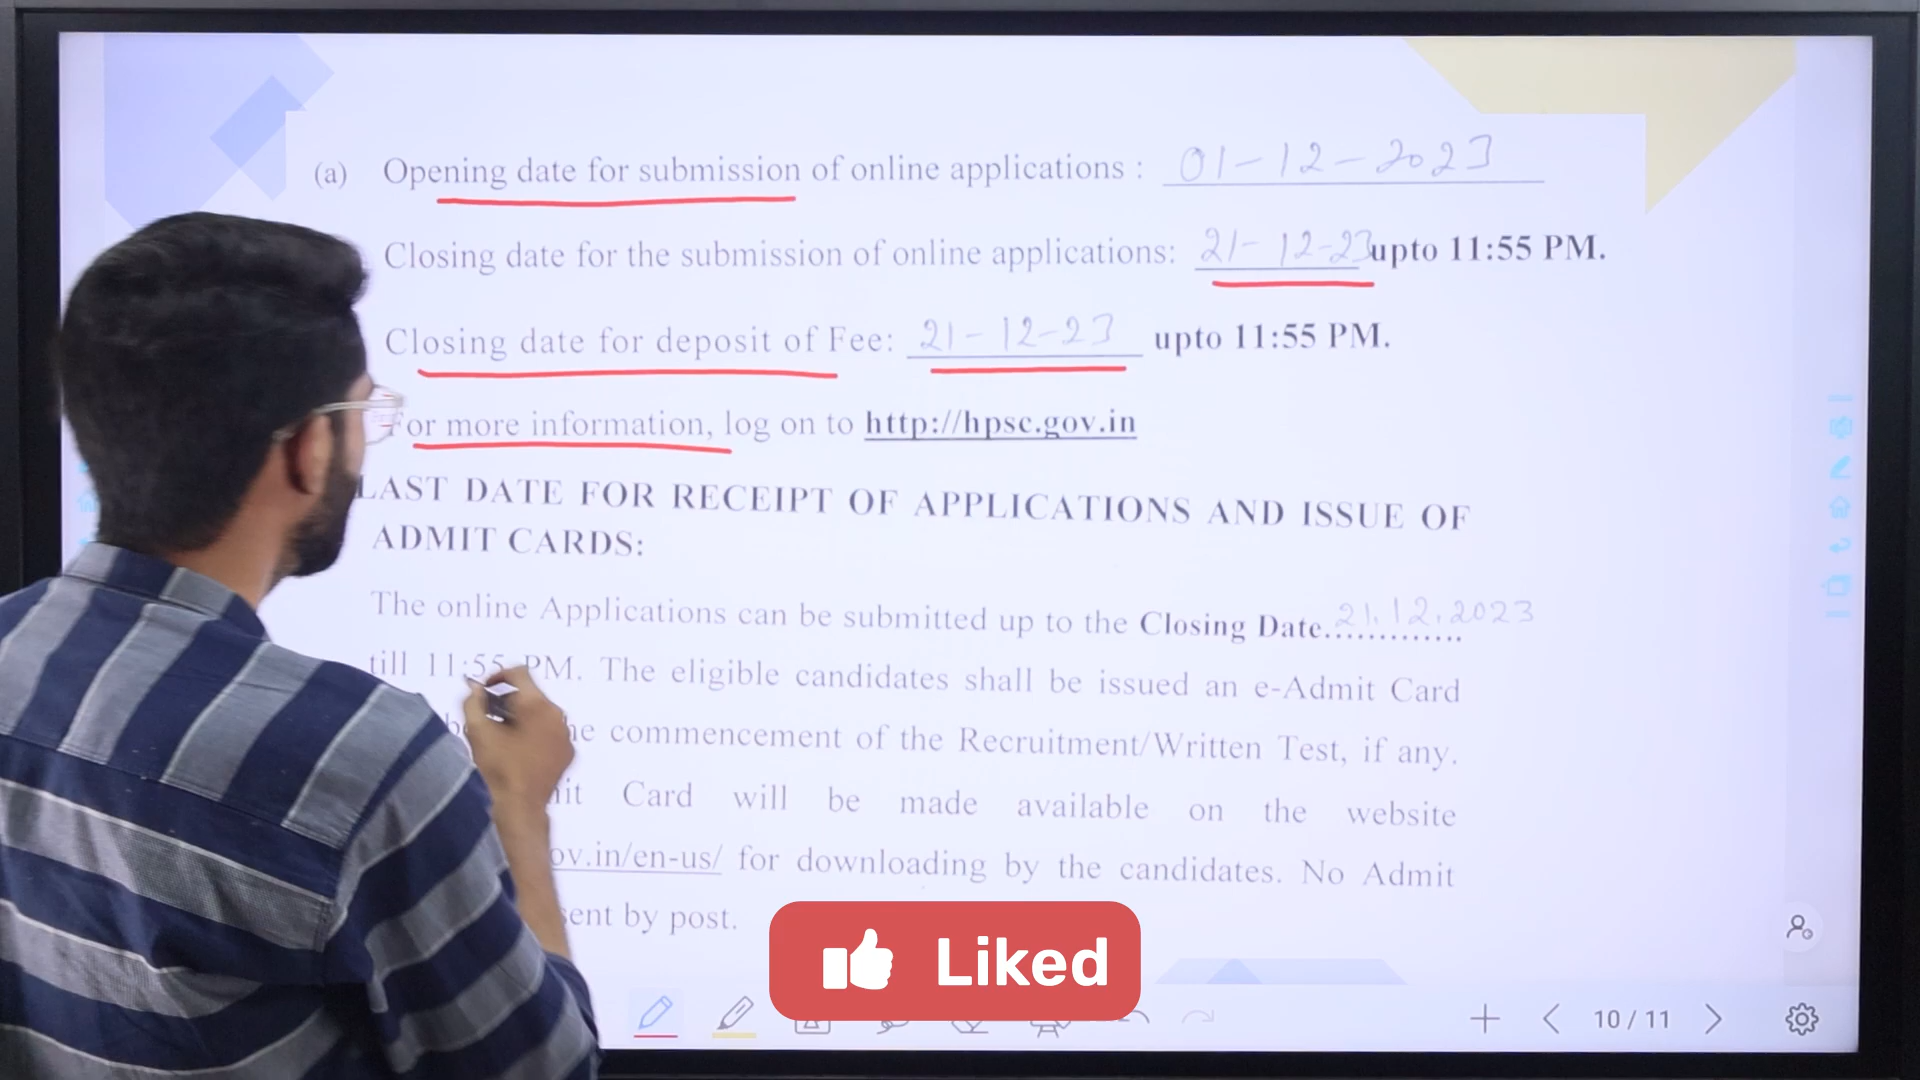 (a) Opening date for submission of online applications : 01-12-2023
Closing date for the submission of online applications: 21-12-23 upto 11:55 PM.
Closing date for deposit of Fee: 21-12-23 upto 11:55 PM.
For more information, log on to http://hpsc.gov.in
LAST DATE FOR RECEIPT OF APPLICATIONS AND ISSUE OF
ADMIT CARDS:
The online Applications can be submitted up to the Closing Date.21.12.2023.............
till 11:55 PM. The eligible candidates shall be issued an e-Admit Card
commencement of the Recruitment/Written Test, if any.
Card will be made available on the website
ov.in/en-us/ for downloading by the candidates. No Admit
sent by post.
Liked
10 / 11